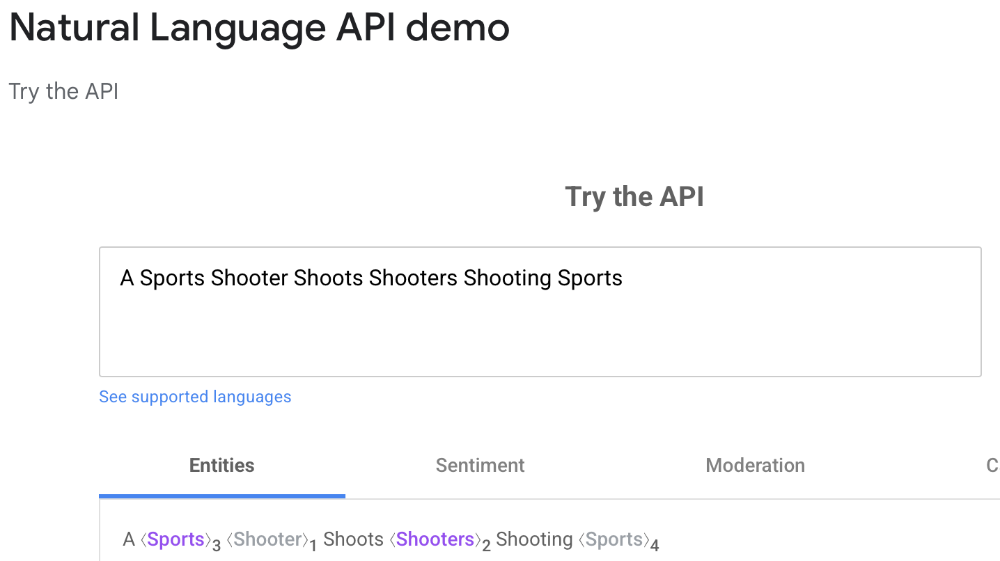 Natural Language API demo
Try the API
Try the API
A Sports Shooter Shoots Shooters Shooting Sports
See supported languages
Entities Sentiment Moderation C
A ⟨Sports⟩3 ⟨Shooter⟩1 Shoots ⟨Shooters⟩2 Shooting ⟨Sports⟩4